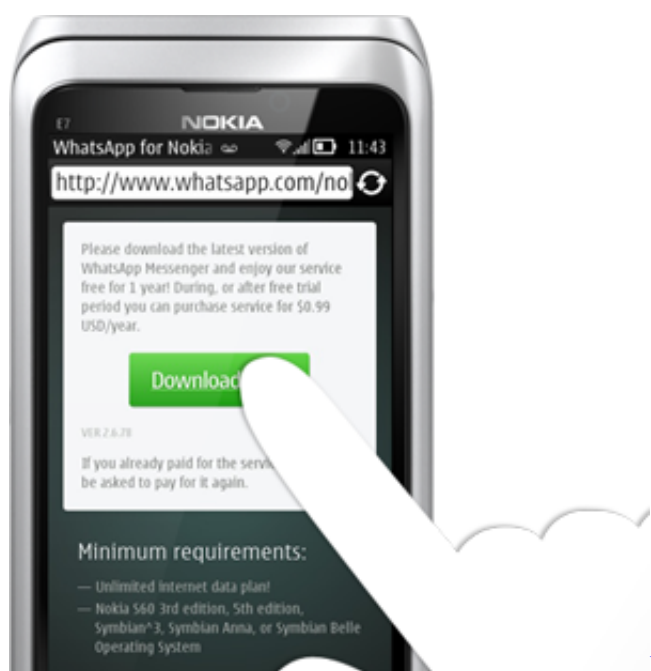 E7
NOKIA
WhatsApp for Nokia 11:43
http://www.whatsapp.com/no
Please download the latest version of
WhatsApp Messenger and enjoy our service
free for 1 year! During, or after free trial
period you can purchase service for $0.99
USD/year.
Download
VER 2.6.78
If you already paid for the
be asked to pay for it again.
Minimum requirements:
— Unlimited internet data plan!
— Nokia S60 3rd edition, 5th edition,
Symbian^3, Symbian Anna, or Symbian Belle
Operating System